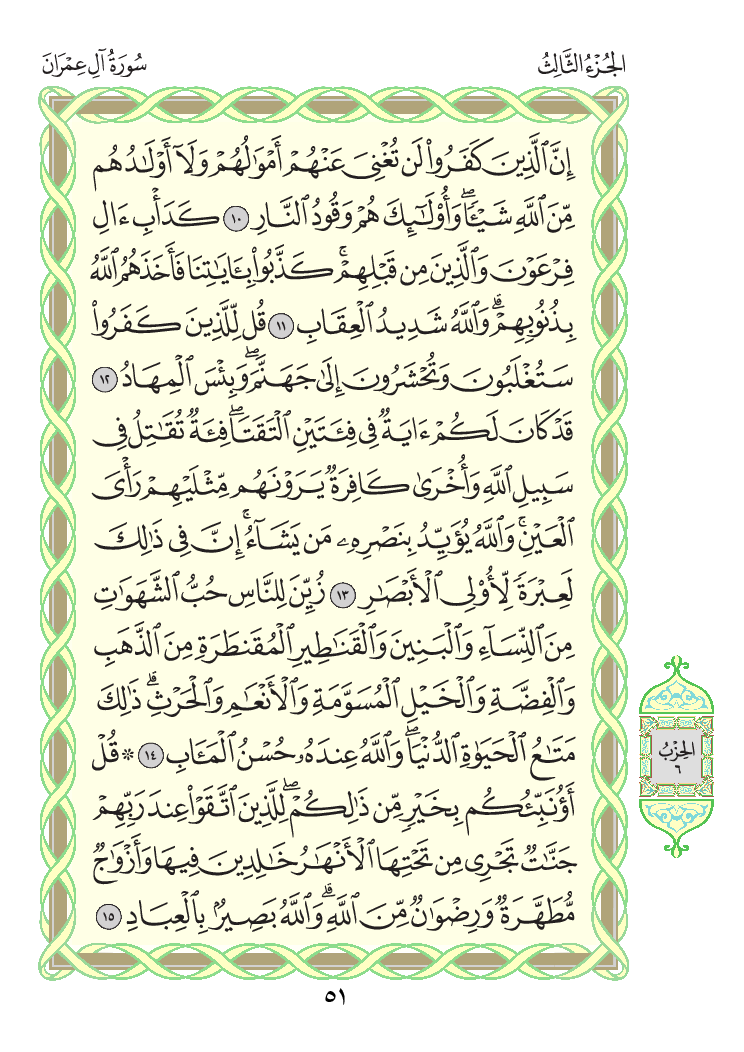 الجُزْءُ الثَّالِثُ
سُورَةُ آلِ عِمْرَانَ
إِنَّ ٱلَّذِينَ كَفَرُوا۟ لَن تُغْنِىَ عَنْهُمْ أَمْوَٰلُهُمْ وَلَآ أَوْلَـٰدُهُم
مِّنَ ٱللَّهِ شَيْـًٔا ۖ وَأُو۟لَـٰٓئِكَ هُمْ وَقُودُ ٱلنَّارِ ١٠ كَدَأْبِ ءَالِ
فِرْعَوْنَ وَٱلَّذِينَ مِن قَبْلِهِمْ ۚ كَذَّبُوا۟ بِـَٔايَـٰتِنَا فَأَخَذَهُمُ ٱللَّهُ
بِذُنُوبِهِمْ ۗ وَٱللَّهُ شَدِيدُ ٱلْعِقَابِ ١١ قُل لِّلَّذِينَ كَفَرُوا۟
سَتُغْلَبُونَ وَتُحْشَرُونَ إِلَىٰ جَهَنَّمَ ۖ وَبِئْسَ ٱلْمِهَادُ ١٢
قَدْ كَانَ لَكُمْ ءَايَةٌ فِى فِئَتَيْنِ ٱلْتَقَتَا ۖ فِئَةٌ تُقَـٰتِلُ فِى
سَبِيلِ ٱللَّهِ وَأُخْرَىٰ كَافِرَةٌ يَرَوْنَهُم مِّثْلَيْهِمْ رَأْىَ
ٱلْعَيْنِ ۚ وَٱللَّهُ يُؤَيِّدُ بِنَصْرِهِۦ مَن يَشَآءُ ۗ إِنَّ فِى ذَٰلِكَ
لَعِبْرَةً لِّأُو۟لِى ٱلْأَبْصَـٰرِ ١٣ زُيِّنَ لِلنَّاسِ حُبُّ ٱلشَّهَوَٰتِ
مِنَ ٱلنِّسَآءِ وَٱلْبَنِينَ وَٱلْقَنَـٰطِيرِ ٱلْمُقَنطَرَةِ مِنَ ٱلذَّهَبِ
وَٱلْفِضَّةِ وَٱلْخَيْلِ ٱلْمُسَوَّمَةِ وَٱلْأَنْعَـٰمِ وَٱلْحَرْثِ ۗ ذَٰلِكَ
مَتَـٰعُ ٱلْحَيَوٰةِ ٱلدُّنْيَا ۖ وَٱللَّهُ عِندَهُۥ حُسْنُ ٱلْمَـَٔابِ ١٤ * قُلْ
أَؤُنَبِّئُكُم بِخَيْرٍ مِّن ذَٰلِكُمْ ۚ لِلَّذِينَ ٱتَّقَوْا۟ عِندَ رَبِّهِمْ
جَنَّـٰتٌ تَجْرِى مِن تَحْتِهَا ٱلْأَنْهَـٰرُ خَـٰلِدِينَ فِيهَا وَأَزْوَٰجٌ
مُّطَهَّرَةٌ وَرِضْوَٰنٌ مِّنَ ٱللَّهِ ۗ وَٱللَّهُ بَصِيرٌۢ بِٱلْعِبَادِ ١٥
الحِزْبُ
٦
٥١